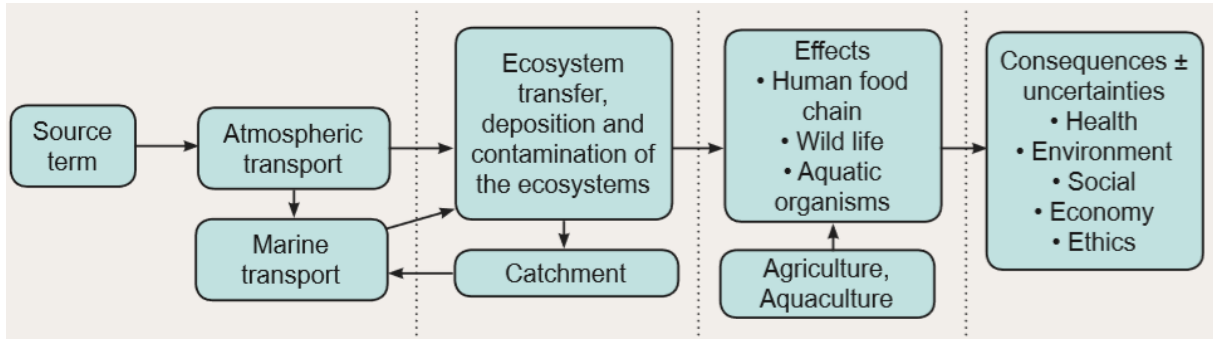 Source
term
Atmospheric
transport
Marine
transport
Ecosystem
transfer,
deposition and
contamination of
the ecosystems
Catchment
Effects
• Human food
chain
• Wild life
• Aquatic
organisms
Agriculture,
Aquaculture
Consequences ±
uncertainties
• Health
• Environment
• Social
• Economy
• Ethics